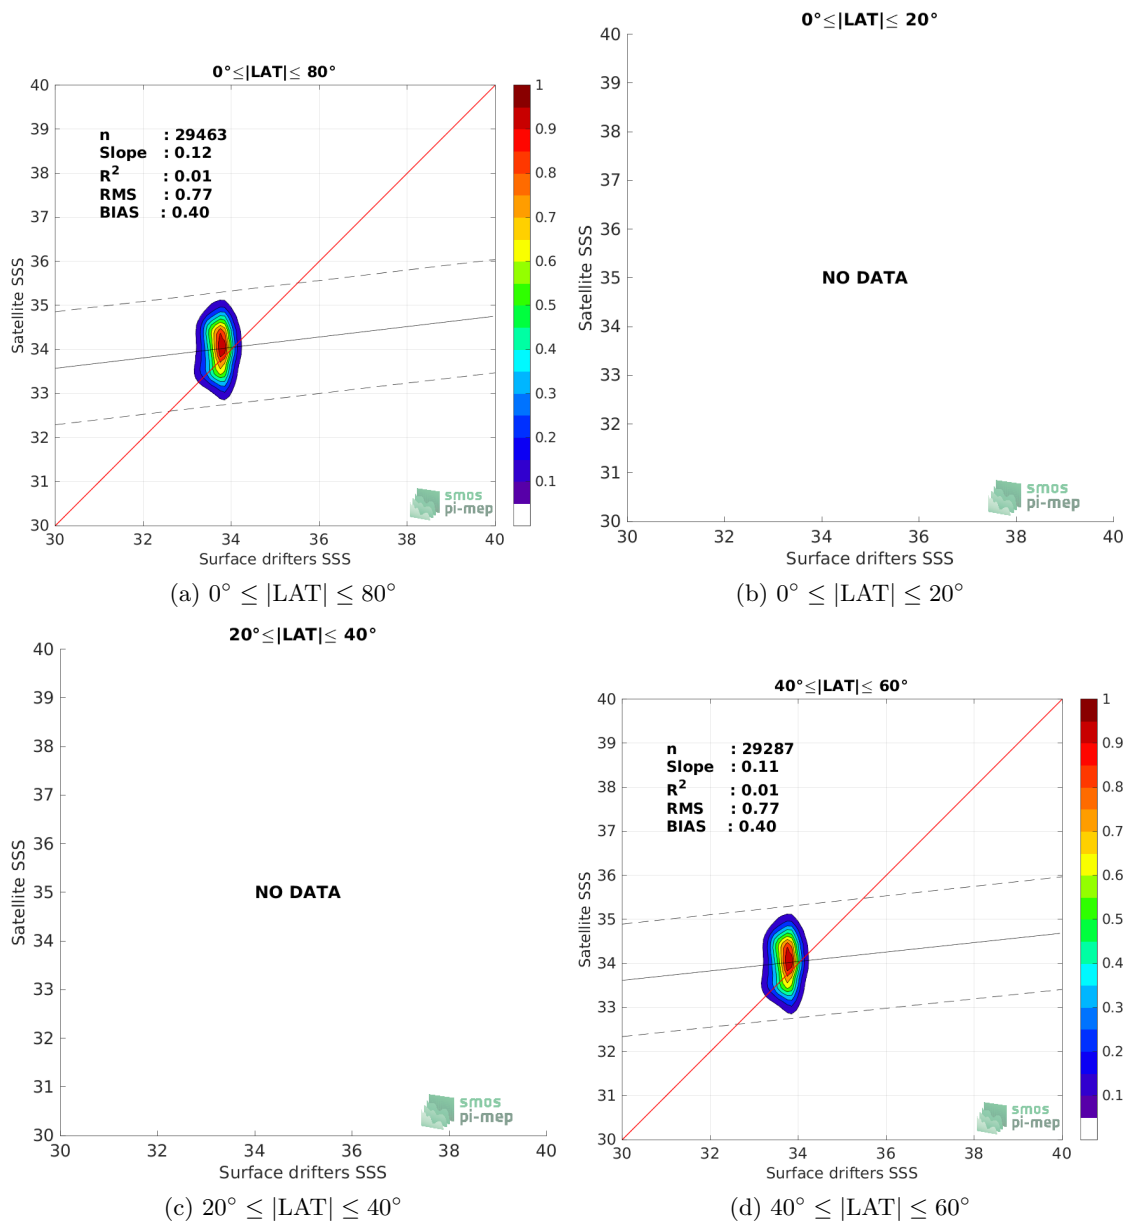 0°≤|LAT|≤ 80°
n : 29463
Slope : 0.12
R² : 0.01
RMS : 0.77
BIAS : 0.40
40
39
38
37
36
35
34
33
32
31
30
Satellite SSS
30 32 34 36 38 40
Surface drifters SSS
1
0.9
0.8
0.7
0.6
0.5
0.4
0.3
0.2
0.1
smos
pi-mep
(a) 0° ≤ |LAT| ≤ 80°
0°≤|LAT|≤ 20°
40
39
38
37
36
35
34
33
32
31
30
Satellite SSS
NO DATA
30 32 34 36 38 40
Surface drifters SSS
smos
pi-mep
(b) 0° ≤ |LAT| ≤ 20°
20°≤|LAT|≤ 40°
40
39
38
37
36
35
34
33
32
31
30
Satellite SSS
NO DATA
30 32 34 36 38 40
Surface drifters SSS
smos
pi-mep
(c) 20° ≤ |LAT| ≤ 40°
40°≤|LAT|≤ 60°
n : 29287
Slope : 0.11
R² : 0.01
RMS : 0.77
BIAS : 0.40
40
39
38
37
36
35
34
33
32
31
30
Satellite SSS
30 32 34 36 38 40
Surface drifters SSS
1
0.9
0.8
0.7
0.6
0.5
0.4
0.3
0.2
0.1
smos
pi-mep
(d) 40° ≤ |LAT| ≤ 60°